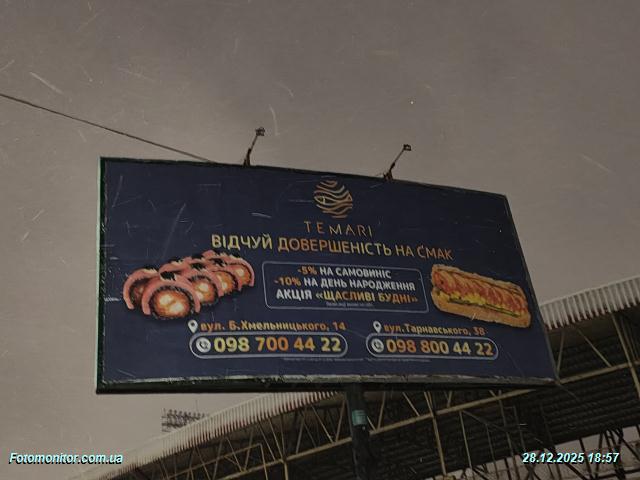 TEMARI
ВІДЧУЙ ДОВЕРШЕНІСТЬ НА СМАК
-5% НА САМОВИНІС
-10% НА ДЕНЬ НАРОДЖЕННЯ
АКЦІЯ «ЩАСЛИВІ БУДНІ»
вул. Б.Хмельницького, 14
098 700 44 22
вул.Тарнавського, 38
098 800 44 22
Fotomonitor.com.ua
28.12.2025 18:57